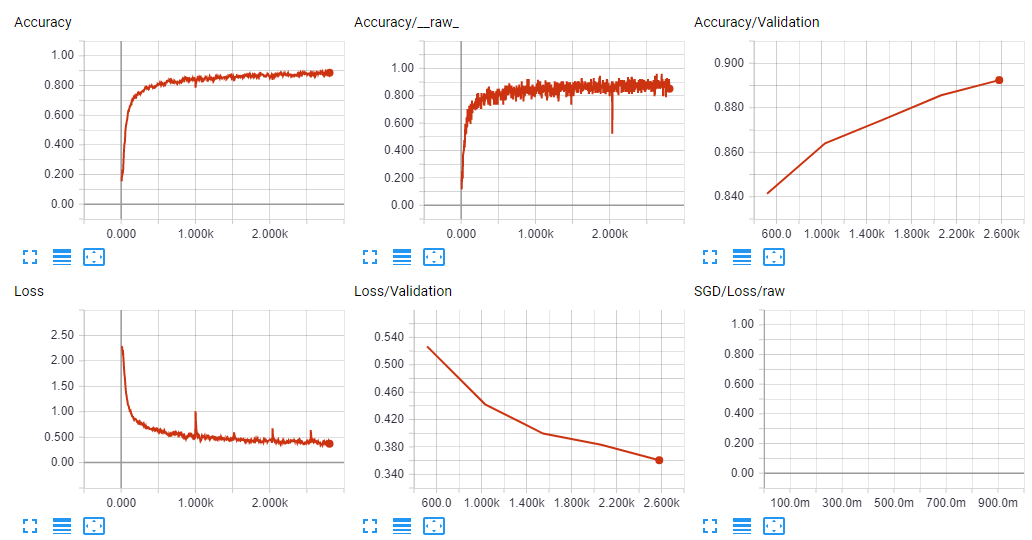 Accuracy
1.00
0.800
0.600
0.400
0.200
0.00
0.000 1.000k 2.000k
Accuracy/__raw_
1.00
0.800
0.600
0.400
0.200
0.00
0.000 1.000k 2.000k
Accuracy/Validation
0.900
0.880
0.860
0.840
600.0 1.000k 1.400k 1.800k 2.200k 2.600k
Loss
2.50
2.00
1.50
1.00
0.500
0.00
0.000 1.000k 2.000k
Loss/Validation
0.540
0.500
0.460
0.420
0.380
0.340
600.0 1.000k 1.400k 1.800k 2.200k 2.600k
SGD/Loss/raw
1.00
0.800
0.600
0.400
0.200
0.00
100.0m 300.0m 500.0m 700.0m 900.0m